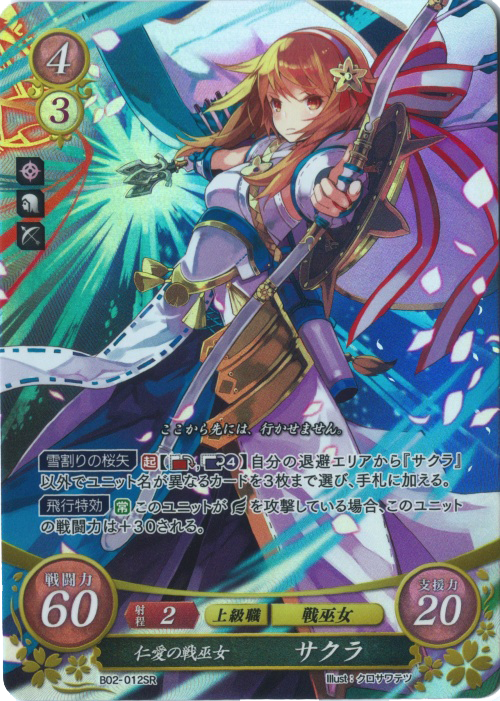 4
3
ここから先には、行かせません。
雪割りの桜矢 起 【, 4】 自分の退避エリアから『サクラ』
以外でユニット名が異なるカードを3枚まで選び、手札に加える。
飛行特効 常 このユニットがを攻撃している場合、このユニット
の戦闘力は+30される。
戦闘力 60
射程 2
上級職 戦巫女
支援力 20
仁愛の戦巫女 サクラ
B02-012SR
Illust:クロサワテツ